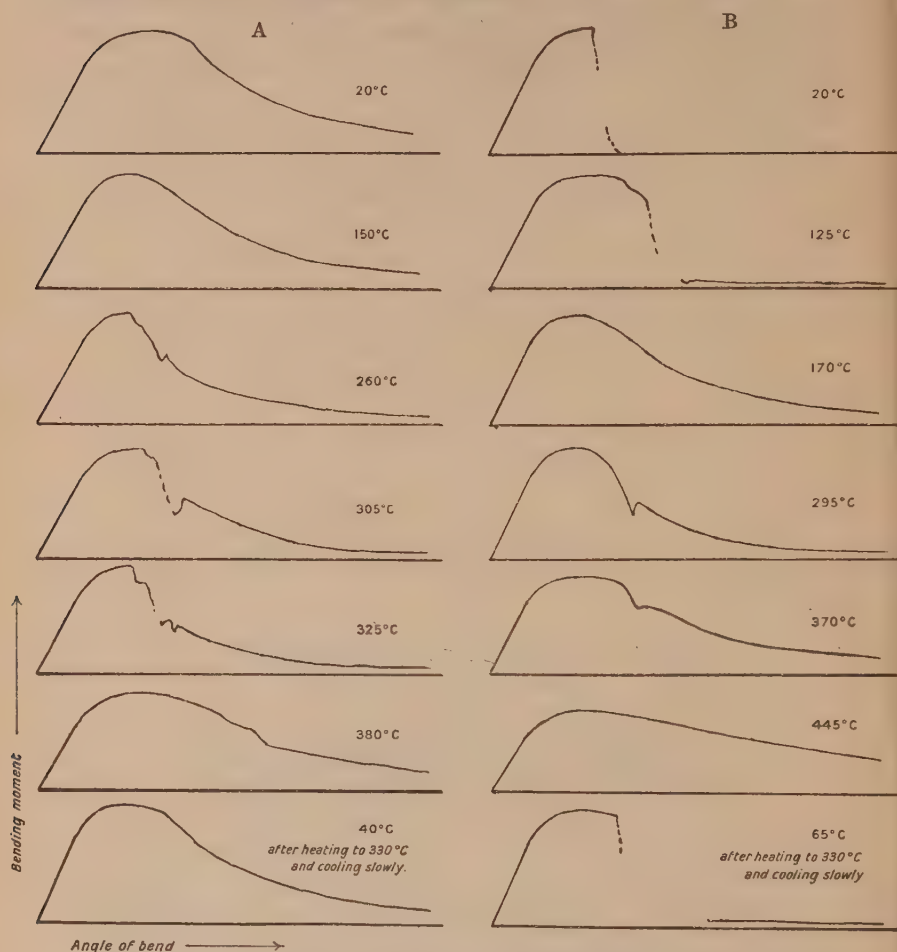 A
20°C
150°C
260°C
305°C
325°C
380°C
40°C
after heating to 330°C
and cooling slowly.
B
20°C
125°C
170°C
295°C
370°C
445°C
65°C
after heating to 330°C
and cooling slowly
Bending moment
Angle of bend